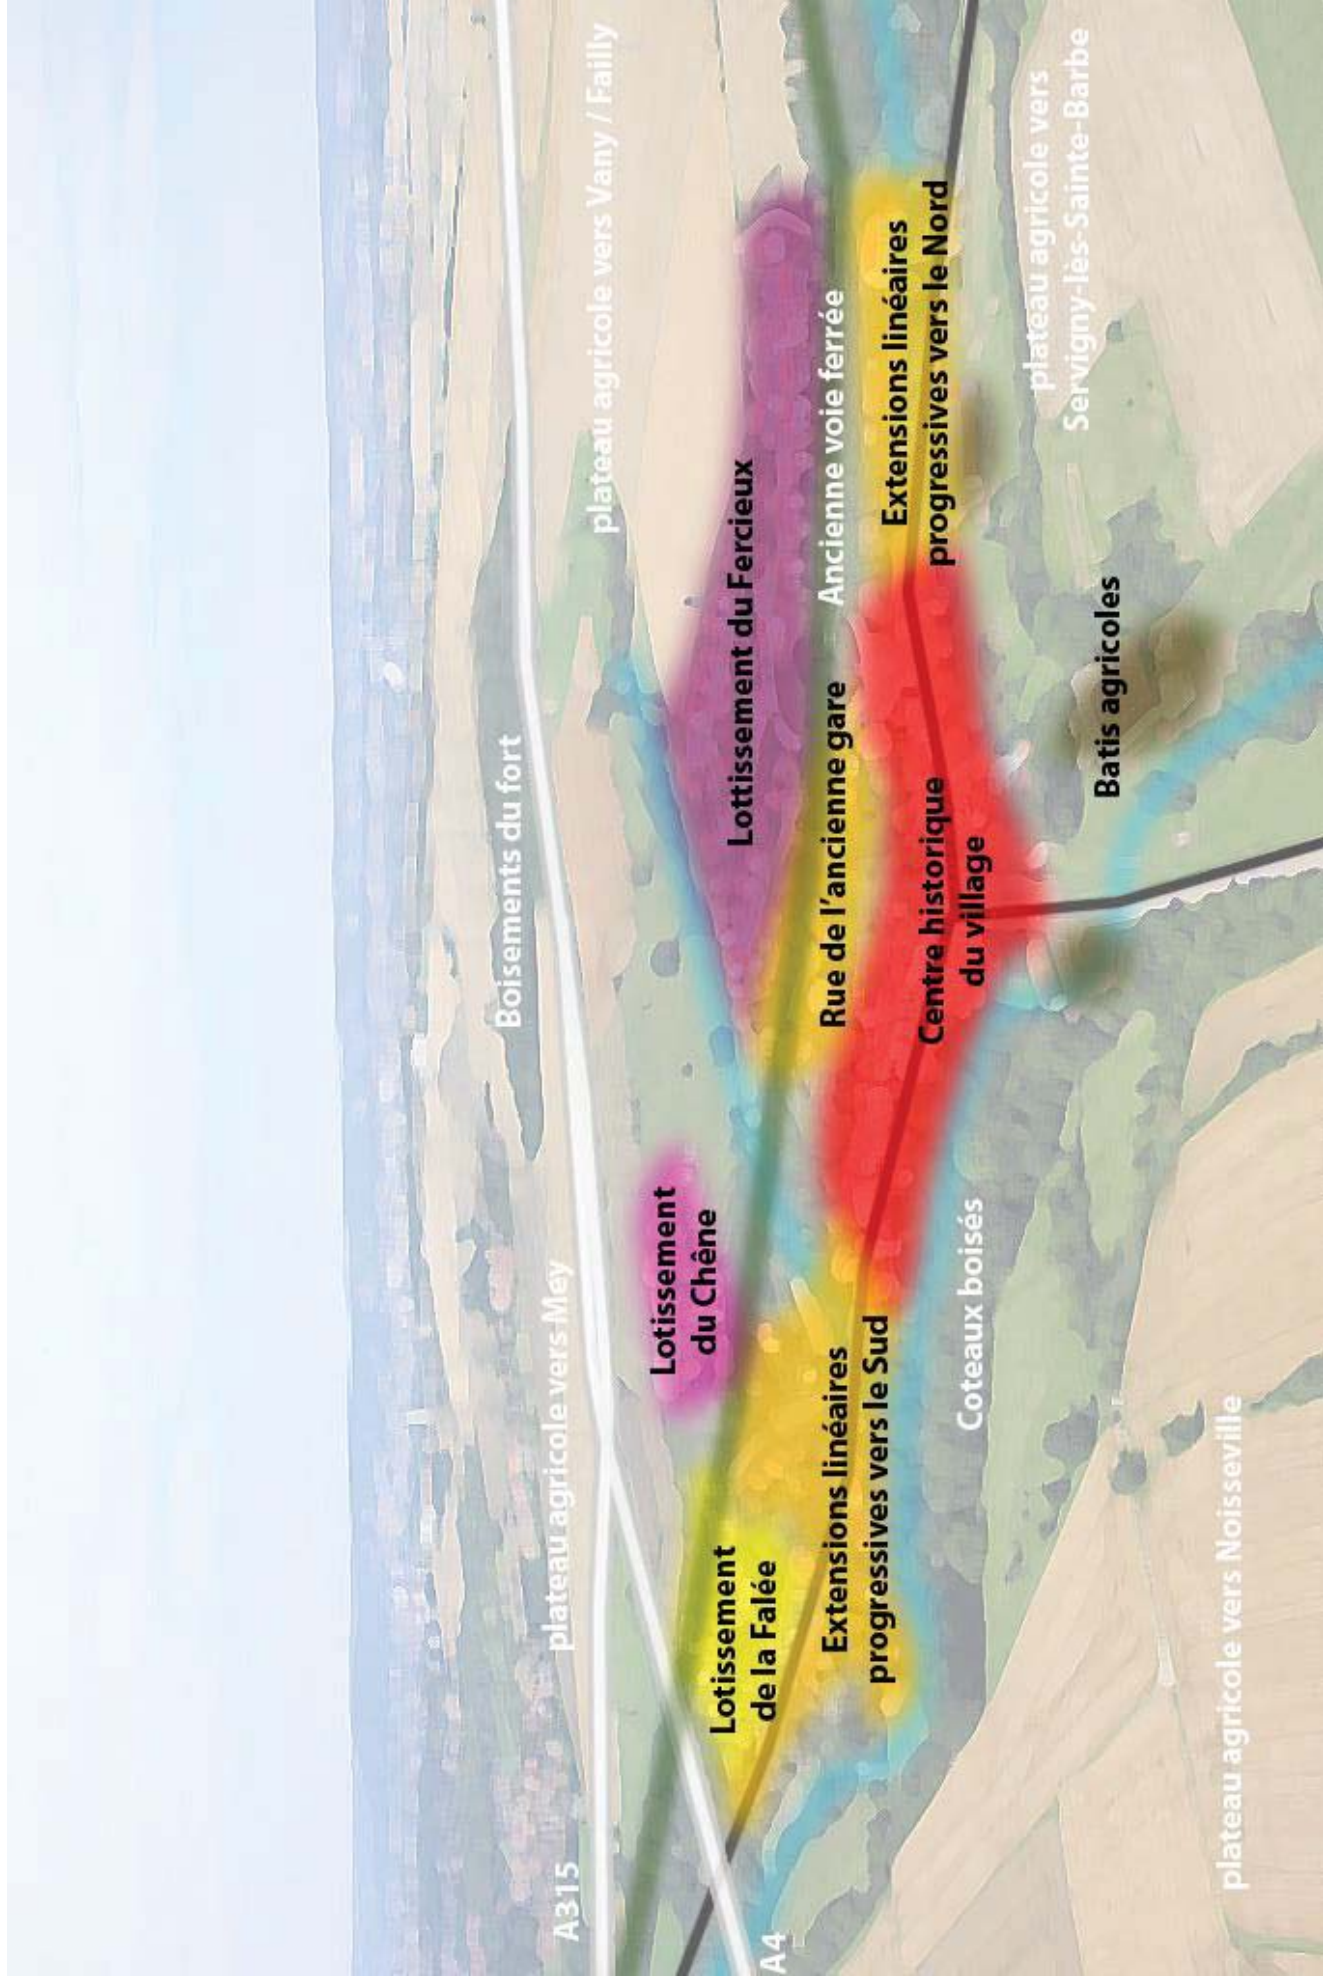 plateau agricole vers Vany / Failly
Boisements du fort
plateau agricole vers Mey
A315
A4
Lottissement du Fercieux
Lotissement
du Chêne
Lotissement
de la Falée
Ancienne voie ferrée
Rue de l'ancienne gare
Extensions linéaires
progressives vers le Nord
Centre historique
du village
Extensions linéaires
progressives vers le Sud
plateau agricole vers
Servigny-lès-Sainte-Barbe
Batis agricoles
Coteaux boisés
plateau agricole vers Noisseville